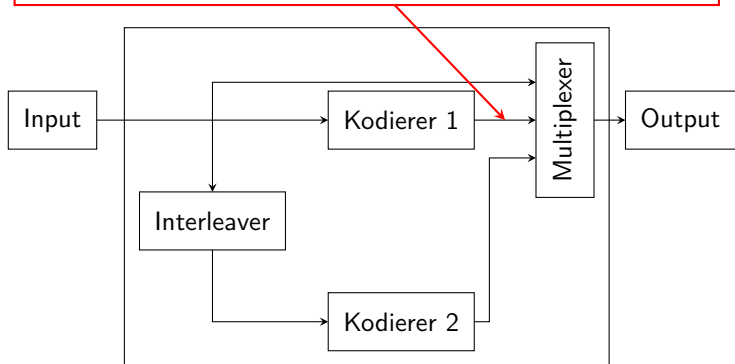 Input
Kodierer 1
Multiplexer
Output
Interleaver
Kodierer 2